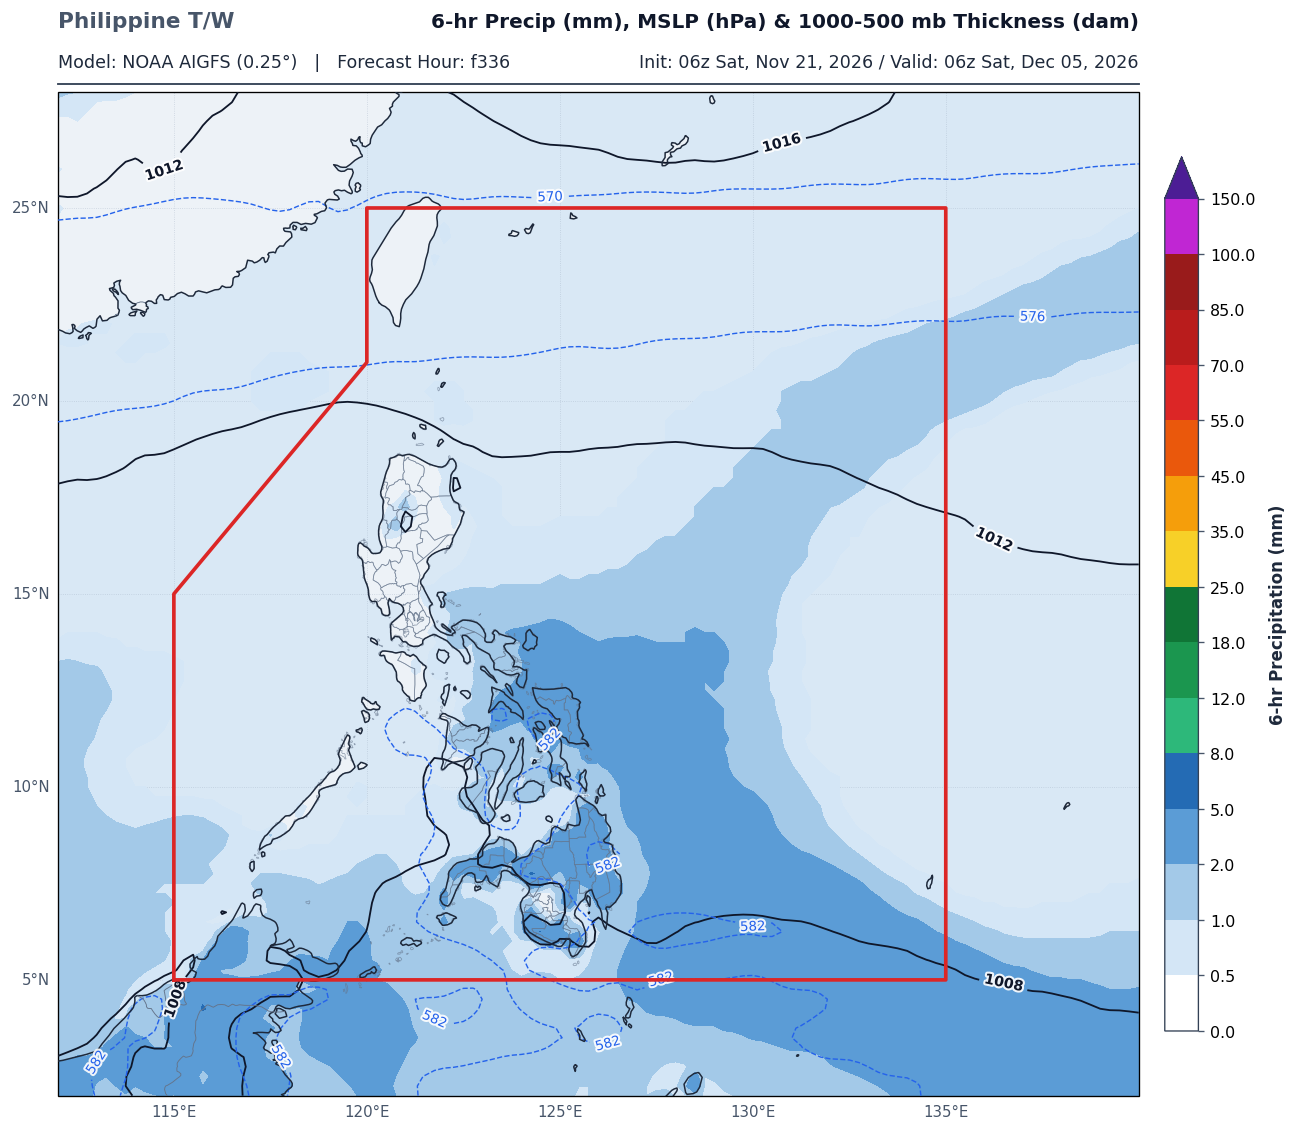 Philippine T/W
6-hr Precip (mm), MSLP (hPa) & 1000-500 mb Thickness (dam)
Model: NOAA AIGFS (0.25°) | Forecast Hour: f336
Init: 06z Sat, Nov 21, 2026 / Valid: 06z Sat, Dec 05, 2026
1012
1016
570
576
1012
582
582
582
582
1008
1008
582
582
582
582
25°N
20°N
15°N
10°N
5°N
115°E
120°E
125°E
130°E
135°E
150.0
100.0
85.0
70.0
55.0
45.0
35.0
25.0
18.0
12.0
8.0
5.0
2.0
1.0
0.5
0.0
6-hr Precipitation (mm)